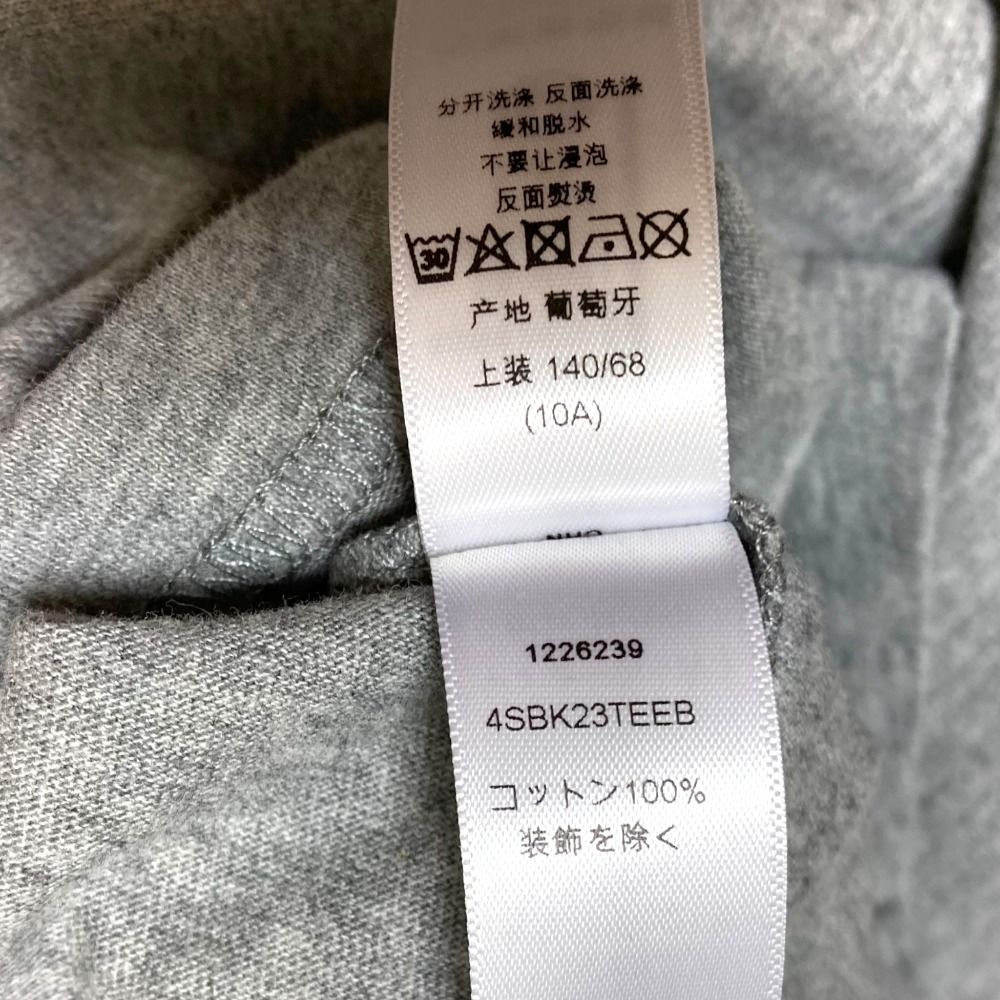 分开洗涤 反面洗涤
缓和脱水
不要让浸泡
反面熨烫
30
产地 葡萄牙
上装 140/68
(10A)
1226239
4SBK23TEEB
コットン100%
装飾を除く